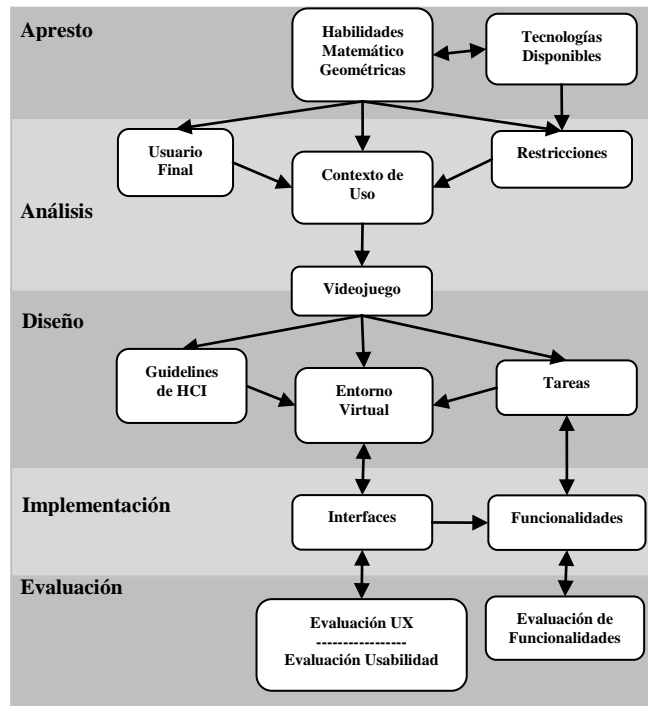 Apresto
Habilidades
Matemático
Geométricas
Tecnologías
Disponibles
Análisis
Usuario
Final
Contexto de
Uso
Restricciones
Videojuego
Diseño
Guidelines
de HCI
Entorno
Virtual
Tareas
Implementación
Interfaces
Funcionalidades
Evaluación
Evaluación UX
-----------------
Evaluación Usabilidad
Evaluación de
Funcionalidades